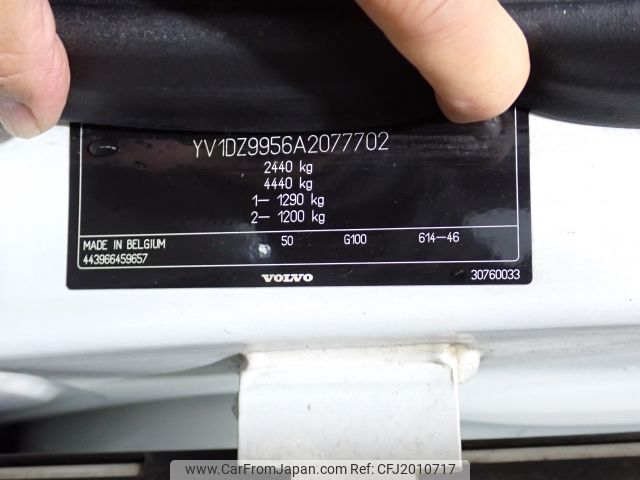 YV1DZ9956A2077702
2440 kg
4440 kg
1– 1290 kg
2– 1200 kg
MADE IN BELGIUM 50 G100 614–46
443966459657
VOLVO 30760033
www.CarFromJapan.com CFJ2010717